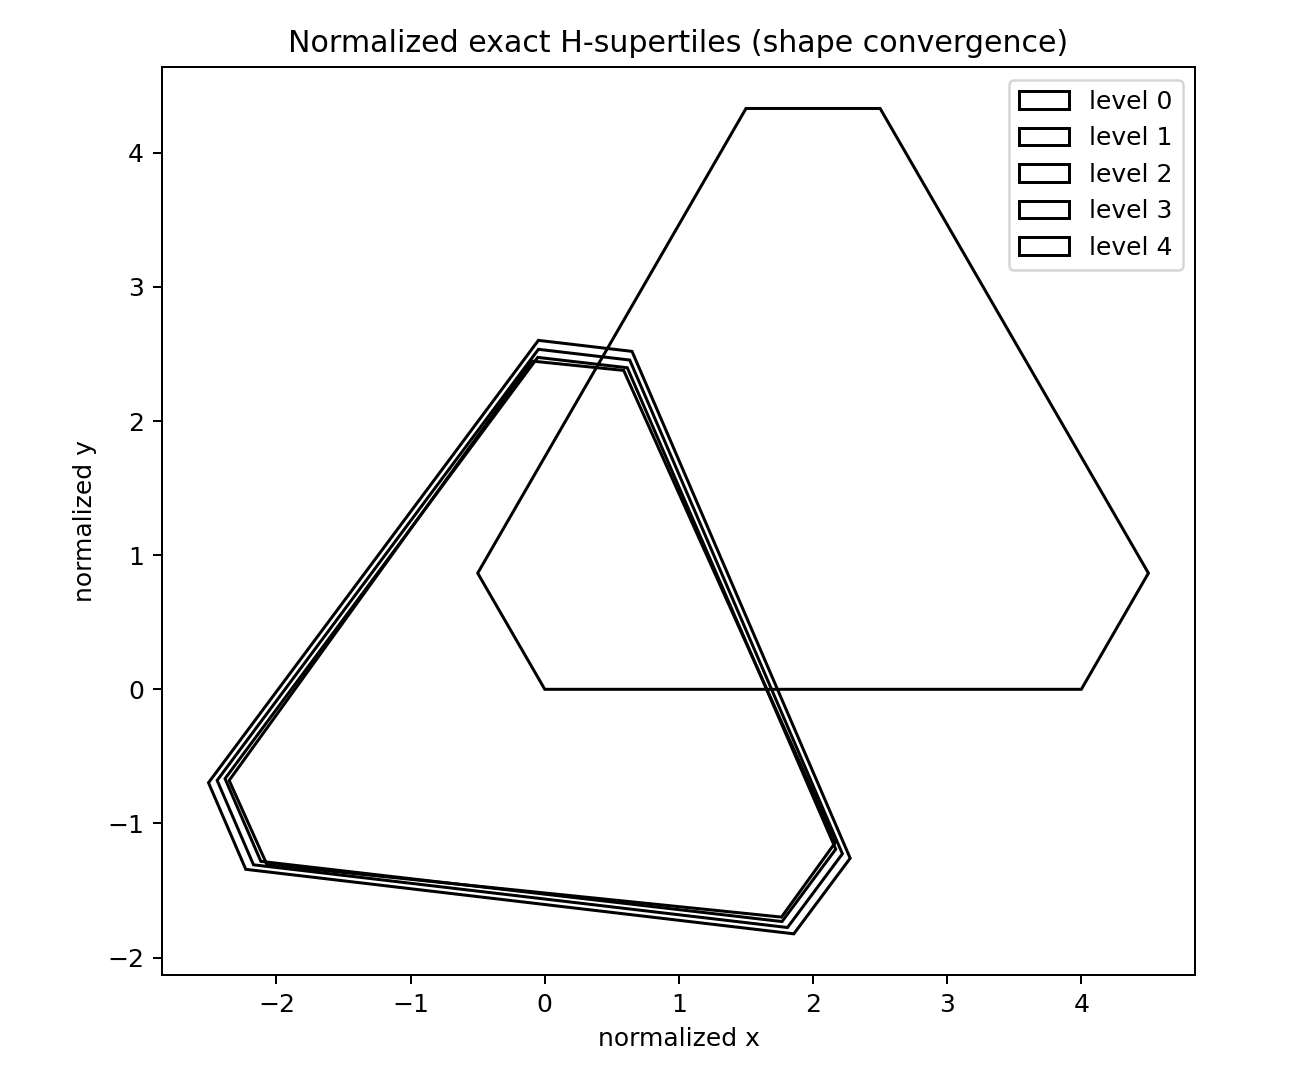 Normalized exact H-supertiles (shape convergence)
level 0
level 1
level 2
level 3
level 4
4
3
2
1
0
−1
−2
normalized y
−2
−1
0
1
2
3
4
normalized x